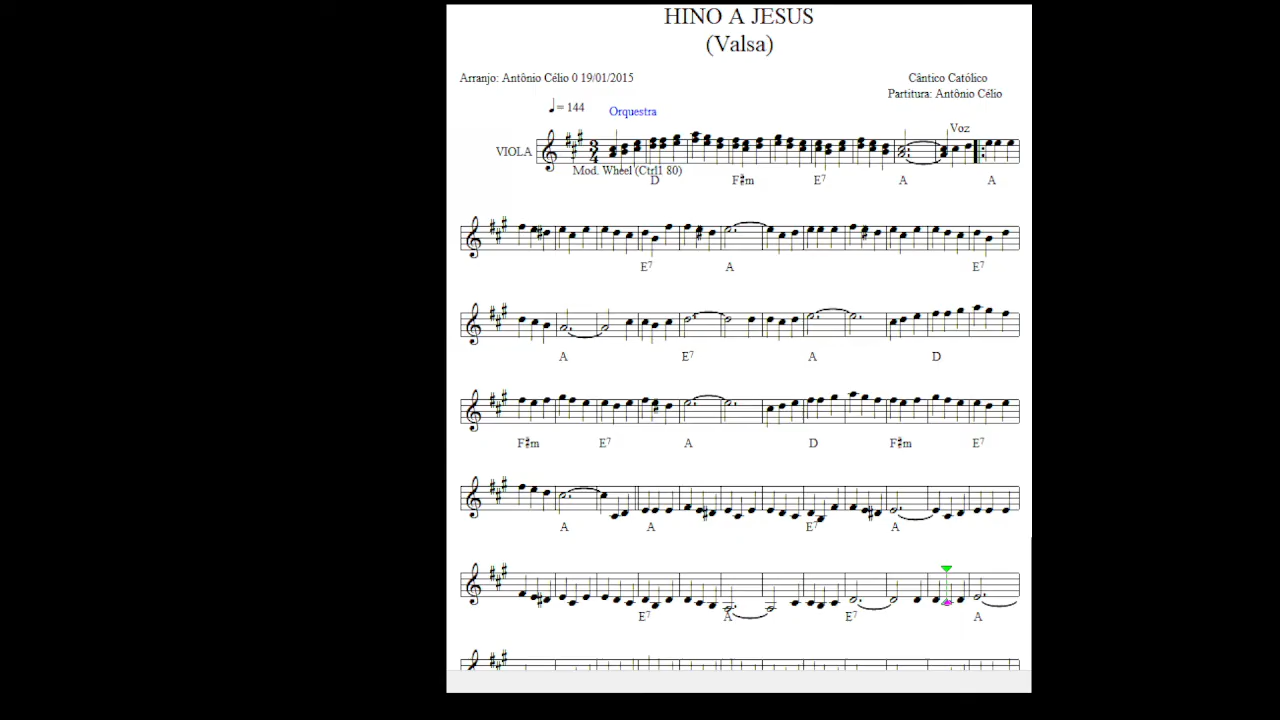 HINO A JESUS
(Valsa)
Arranjo: Antônio Célio 0 19/01/2015
Cântico Católico
Partitura: Antônio Célio
= 144
Orquestra
Voz
VIOLA
Mod. Wheel (Ctrl1 80)
D F#m E7 A A
E7 A E7
A E7 A D
F#m E7 A D F#m E7
A A E7 A
E7 A E7 A